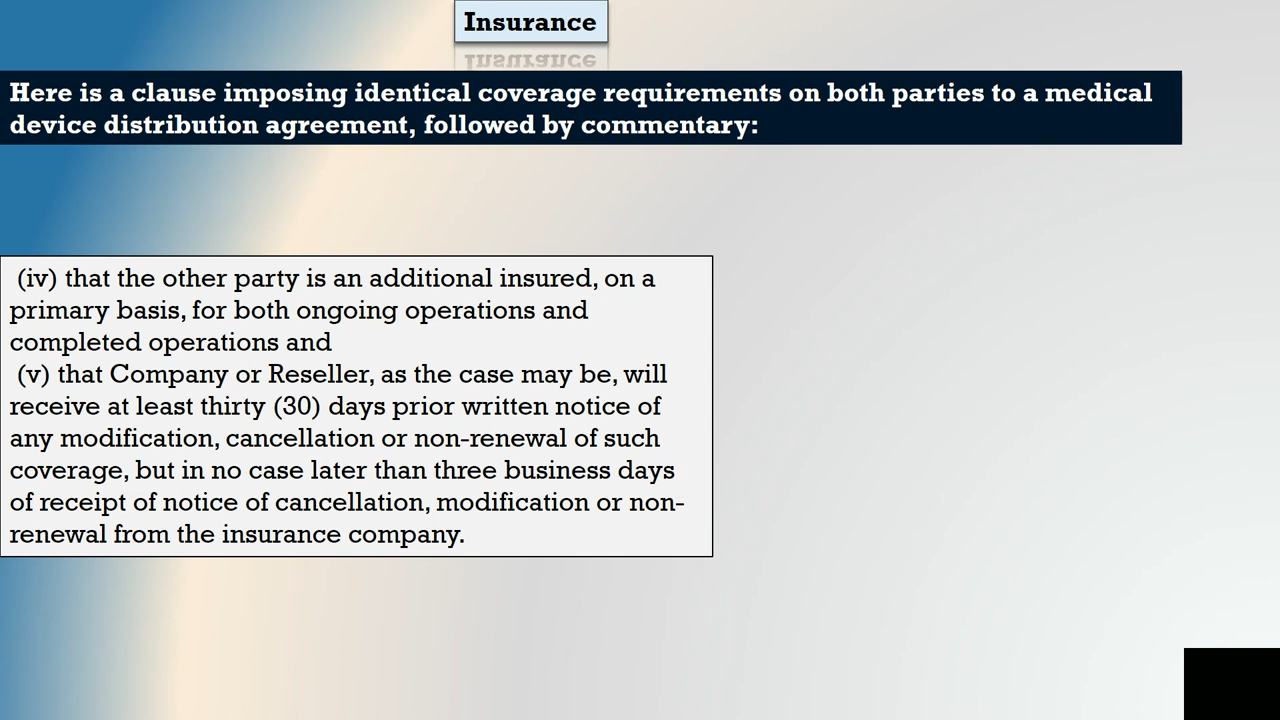 Insurance
Here is a clause imposing identical coverage requirements on both parties to a medical
device distribution agreement, followed by commentary:
(iv) that the other party is an additional insured, on a
primary basis, for both ongoing operations and
completed operations and
(v) that Company or Reseller, as the case may be, will
receive at least thirty (30) days prior written notice of
any modification, cancellation or non-renewal of such
coverage, but in no case later than three business days
of receipt of notice of cancellation, modification or non-
renewal from the insurance company.